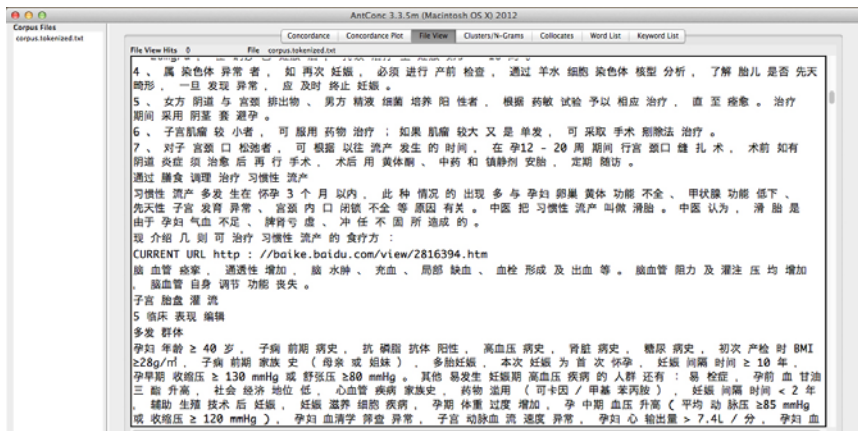 AntConc 3.3.5m (Macintosh OS X) 2012
Corpus Files
corpus.tokenized.txt
Concordance Concordance Plot File View Clusters/N-Grams Collocates Word List Keyword List
File View Hits 0 File corpus.tokenized.txt
4 、 属 染色体 异常 者 , 如 再次 妊娠 , 必须 进行 产前 检查 , 通过 羊水 细胞 染色体 核型 分析 , 了解 胎儿 是否 先天
畸形 , 一旦 发现 异常 , 应 及时 终止 妊娠 。
5 、 女方 阴道 与 宫颈 排出物 、 男方 精液 细菌 培养 阳 性者 , 根据 药敏 试验 予以 相应 治疗 , 直 至 痊愈 。 治疗
期间 采用 阴茎 套 避孕 。
6 、 子宫肌瘤 较 小者 , 可 服用 药物 治疗 ; 如果 肌瘤 较大 又 是 单发 , 可 采取 手术 剔除法 治疗 。
7 、 对子 宫颈 口 松弛者 , 可 根据 以往 流产 发生 的 时间 , 在 孕12 - 20 周 期间 行宫 颈口 缝 扎 术 , 术前 如有
阴道 炎症 须 治愈 后 再 行 手术 , 术后 用 黄体酮 、 中药 和 镇静剂 安胎 , 定期 随访 。
通过 膳食 调理 治疗 习惯性 流产
习惯性 流产 多发 生在 怀孕 3 个 月 以内 , 此 种 情况 的 出现 多 与 孕妇 卵巢 黄体 功能 不全 、 甲状腺 功能 低下 、
先天性 子宫 发育 异常 、 宫颈 内 口 闭锁 不全 等 原因 有关 。 中医 把 习惯性 流产 叫做 滑胎 。 中医 认为 , 滑 胎 是
由于 孕妇 气血 不足 、 脾肾 亏 虚 、 冲 任 不 固 所 造成 的 。
现 介绍 几 则 可 治疗 习惯性 流产 的 食疗方 :
CURRENT URL http : //baike.baidu.com/view/2816394.htm
脑 血管 痉挛 , 通透性 增加 , 脑 水肿 、 充血 、 局部 缺血 、 血栓 形成 及 出血 等 。 脑血管 阻力 及 灌注 压 均 增加
, 脑血管 自身 调节 功能 丧失 。
子宫 胎盘 灌 流
5 临床 表现 编辑
多发 群体
孕妇 年龄 ≥ 40 岁 , 子痫 前期 病史 , 抗 磷脂 抗体 阳性 , 高血压 病史 , 肾脏 病史 , 糖尿 病史 , 初次 产检 时 BMI
≥28g/㎡ , 子痫 前期 家族 史 ( 母亲 或 姐妹 ) , 多胎妊娠 , 本次 妊娠 为 首 次 怀孕 , 妊娠 间隔 时间 ≥ 10 年 ,
孕早期 收缩压 ≥ 130 mmHg 或 舒张压 ≥80 mmHg 。 其他 易发生 妊娠期 高血压 疾病 的 人群 还有 : 易 栓症 , 孕前 血 甘油
三 酯 升高 , 社会 经济 地位 低 , 心血管 疾病 家族史 , 药物 滥用 ( 可卡因 / 甲基 苯丙胺 ) , 妊娠 间隔 时间 < 2 年
, 辅助 生殖 技术 后 妊娠 , 妊娠 滋养 细胞 疾病 , 孕期 体重 过度 增加 , 孕 中期 血压 升高 ( 平均 动 脉压 ≥85 mmHg
或 收缩压 ≥ 120 mmHg ) , 孕妇 血清学 筛查 异常 , 子宫 动脉血 流 速度 异常 , 孕妇 心 输出量 > 7.4L / 分 , 孕妇 血